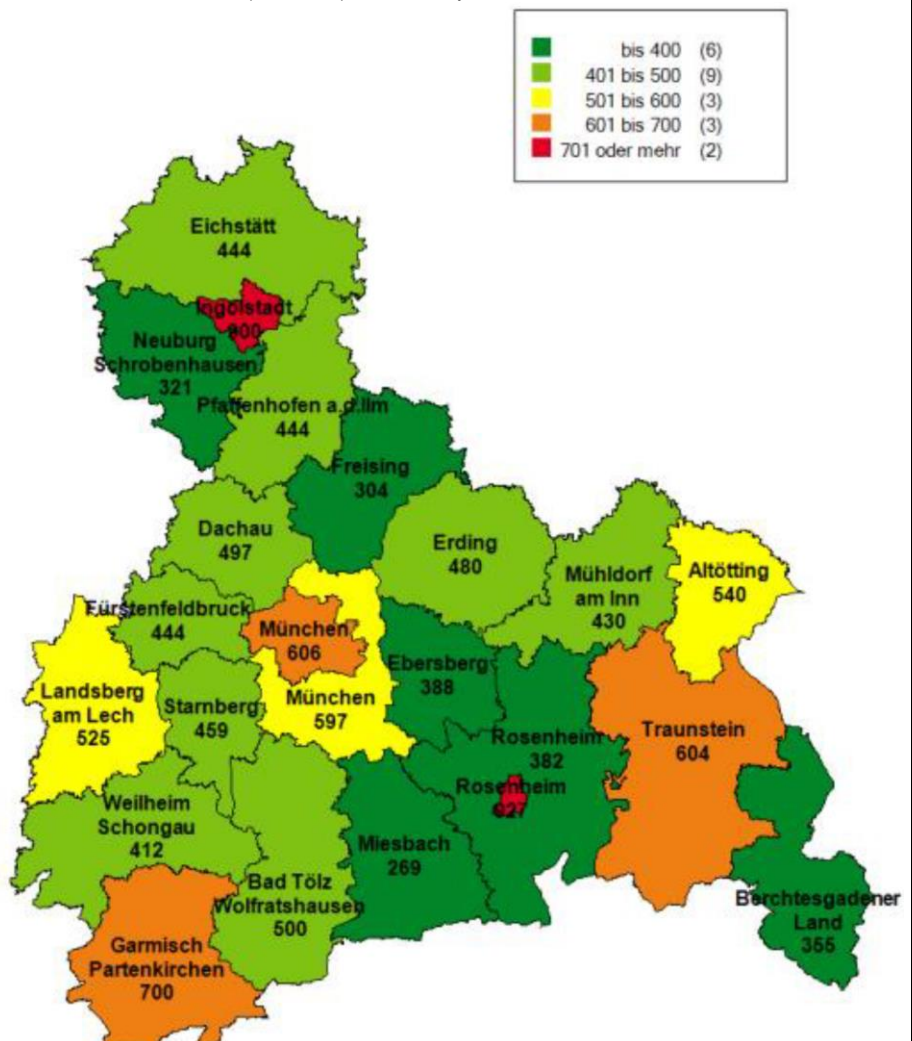 bis 400 (6)
401 bis 500 (9)
501 bis 600 (3)
601 bis 700 (3)
701 oder mehr (2)
Eichstätt
444
Ingolstadt
900
Neuburg
Schrobenhausen
321
Pfaffenhofen a.d.Ilm
444
Freising
304
Dachau
497
Erding
480
Mühldorf
am Inn
430
Altötting
540
Fürstenfeldbruck
444
München
606
Ebersberg
388
Landsberg
am Lech
525
Starnberg
459
München
597
Rosenheim
382
Traunstein
604
Rosenheim
927
Weilheim
Schongau
412
Miesbach
269
Bad Tölz
Wolfratshausen
500
Berchtesgadener
Land
355
Garmisch
Partenkirchen
700